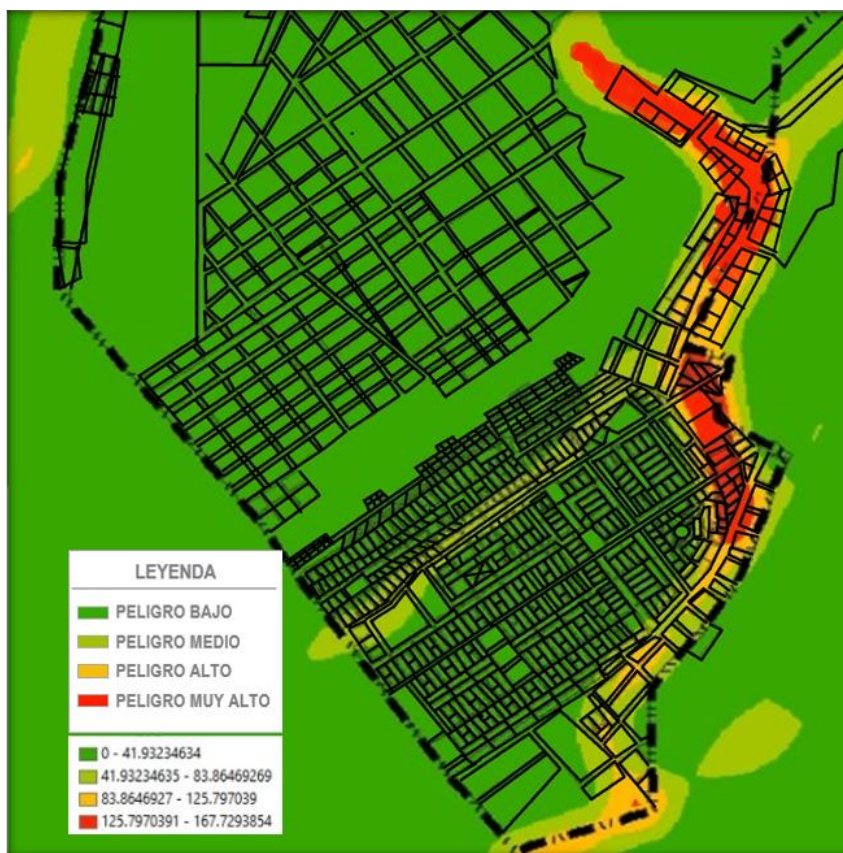 LEYENDA
PELIGRO BAJO
PELIGRO MEDIO
PELIGRO ALTO
PELIGRO MUY ALTO
0 - 41.93234634
41.93234635 - 83.86469269
83.8646927 - 125.797039
125.7970391 - 167.7293854